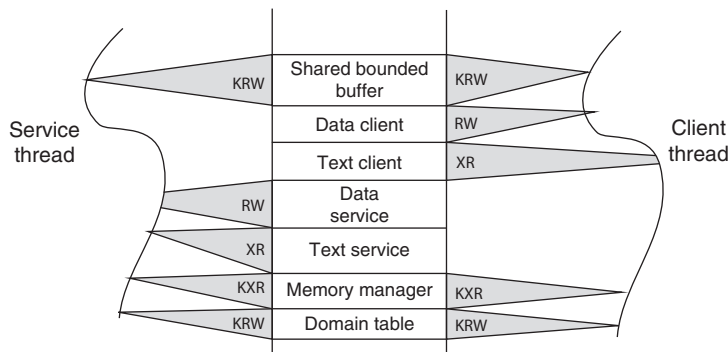 Service
thread
KRW
Shared bounded
buffer
KRW
Data client
RW
Text client
XR
RW
Data
service
XR
Text service
KXR
Memory manager
KXR
KRW
Domain table
KRW
Client
thread